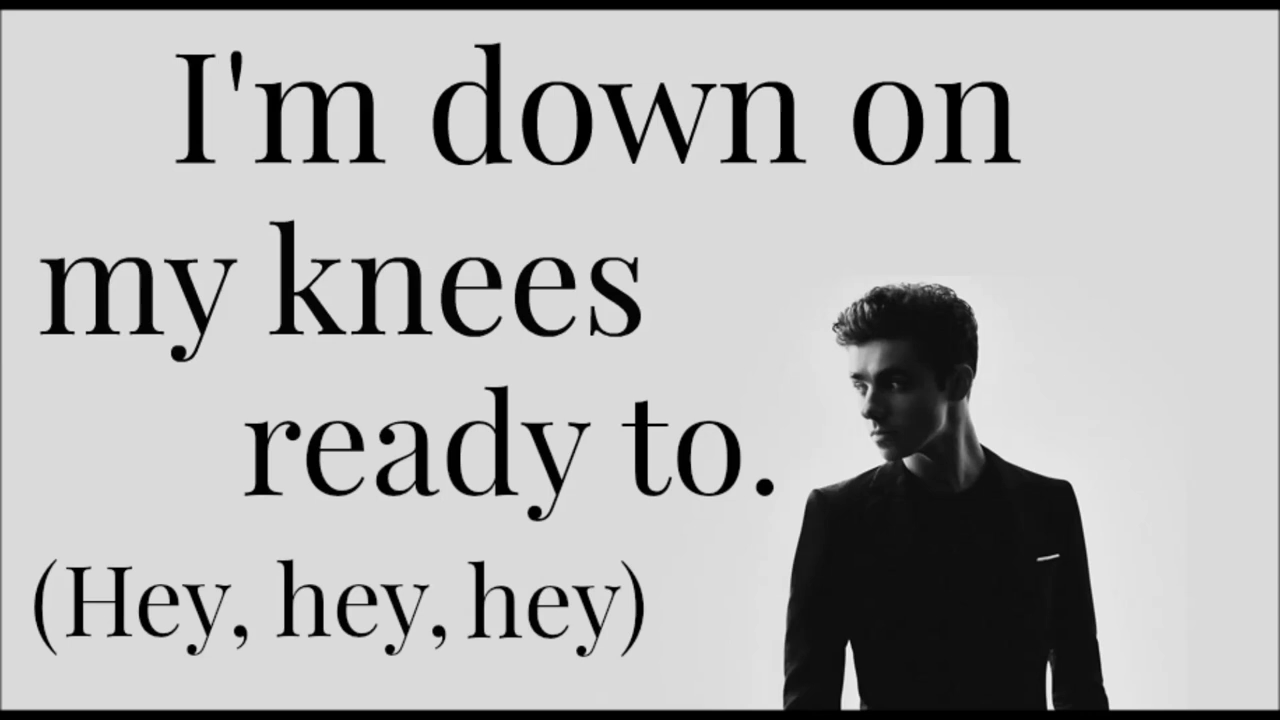 I'm down on
my knees
ready to.
(Hey, hey, hey)